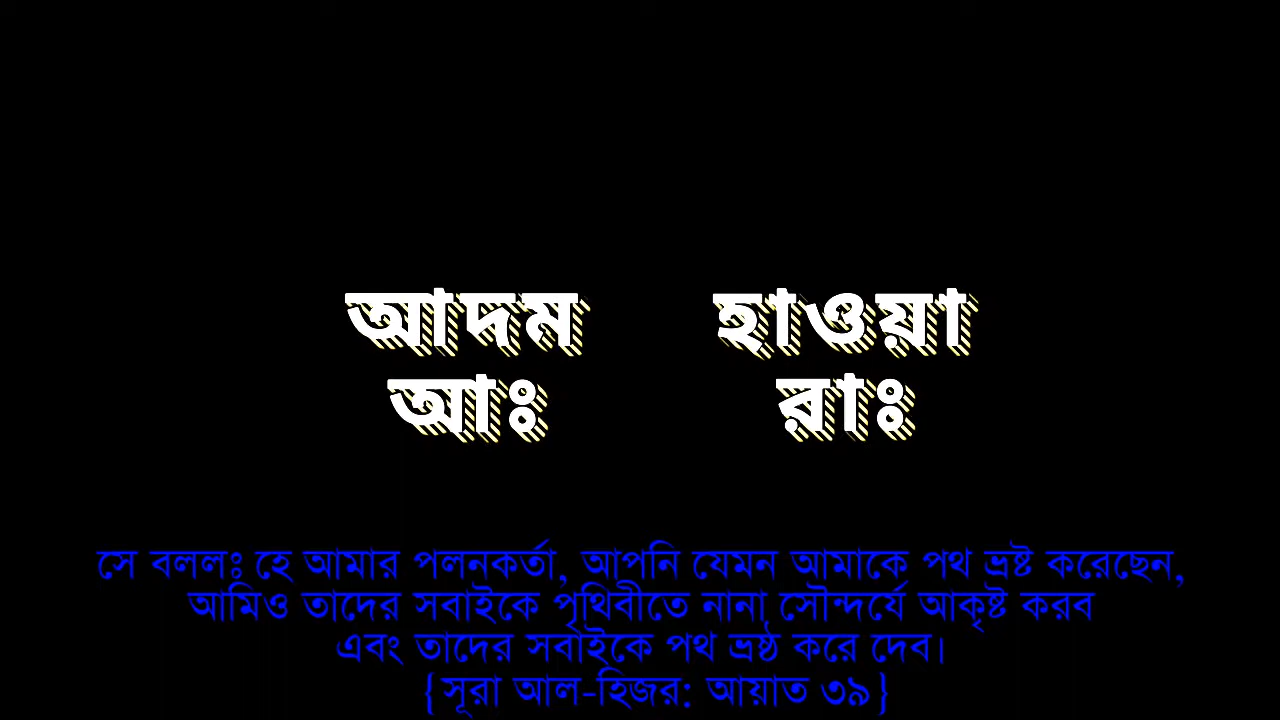 আদম
আঃ
হাওয়া
রাঃ
সে বললঃ হে আমার পলনকর্তা, আপনি যেমন আমাকে পথ ভ্রষ্ট করেছেন,
আমিও তাদের সবাইকে পৃথিবীতে নানা সৌন্দর্যে আকৃষ্ট করব
এবং তাদের সবাইকে পথ ভ্রষ্ঠ করে দেব।
{সূরা আল-হিজর: আয়াত ৩৯}